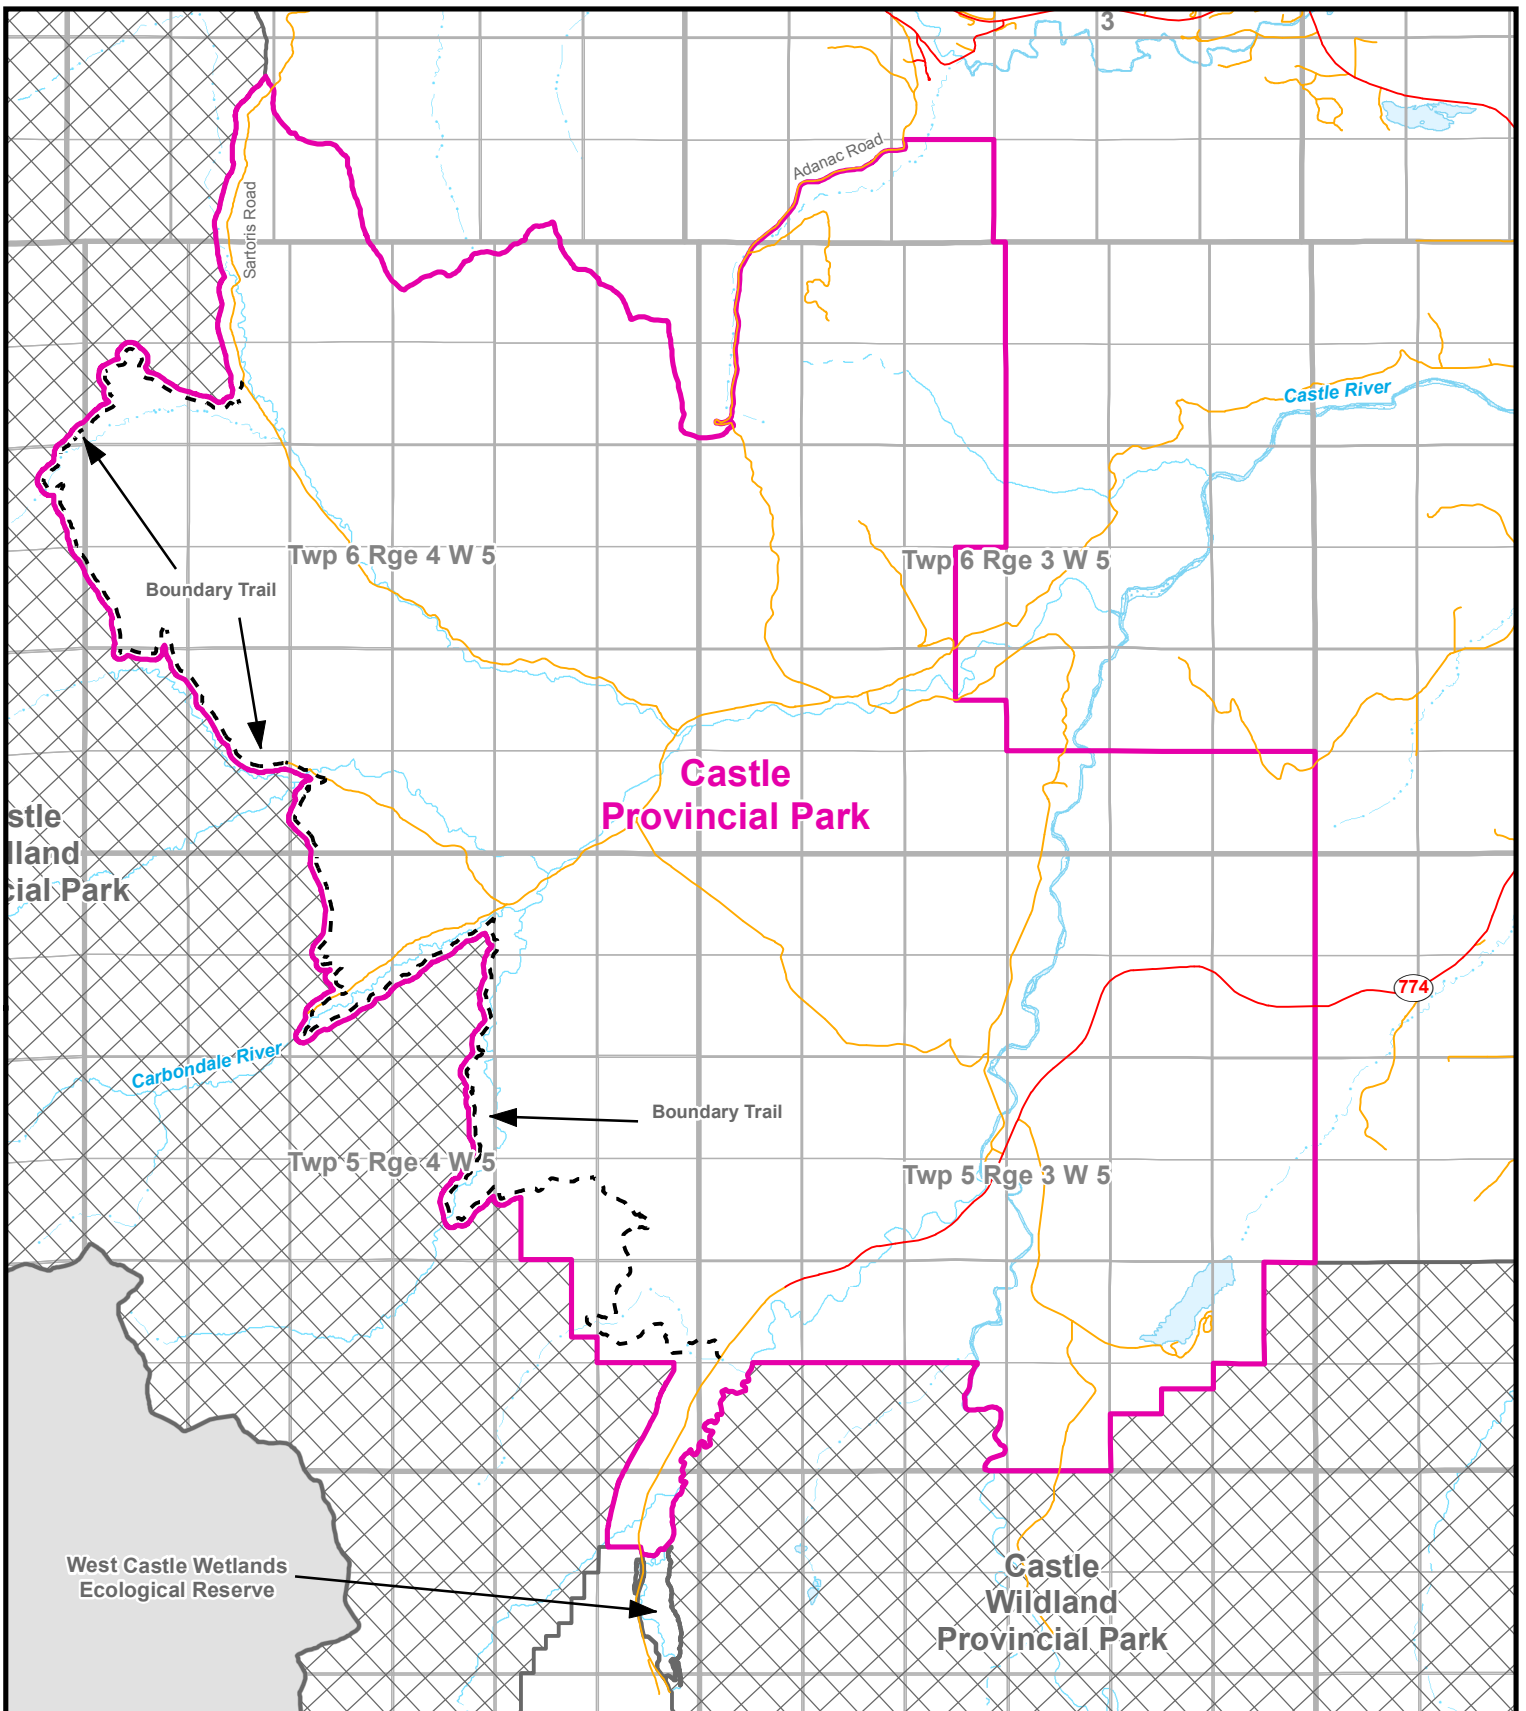 3
Adanac Road
Sartoris Road
Castle River
Twp 6 Rge 4 W 5
Twp 6 Rge 3 W 5
Boundary Trail
Castle
Provincial Park
stle
lland
cial Park
774
Carbondale River
Boundary Trail
Twp 5 Rge 4 W 5
Twp 5 Rge 3 W 5
West Castle Wetlands
Ecological Reserve
Castle
Wildland
Provincial Park